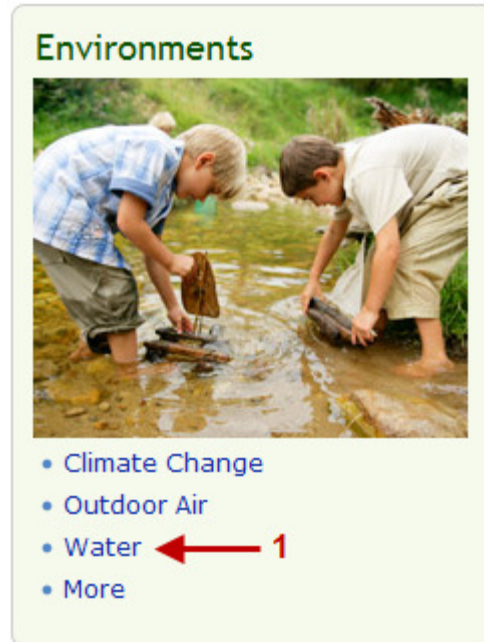 Environments
• Climate Change
• Outdoor Air
• Water 1
• More